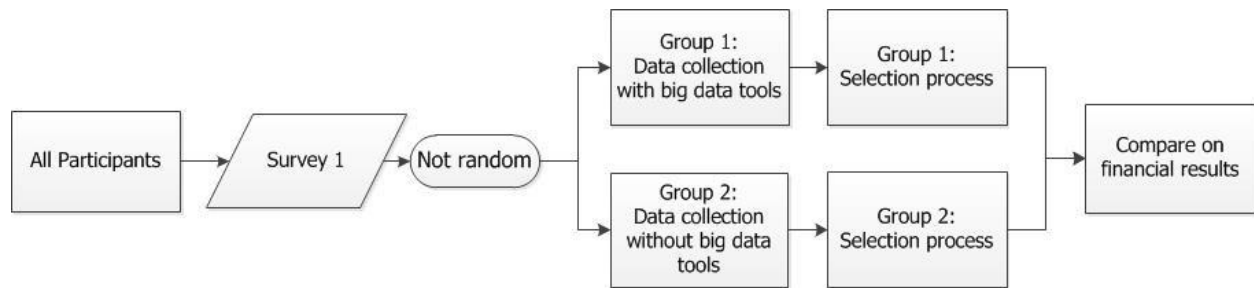 All Participants
Survey 1
Not random
Group 1:
Data collection
with big data tools
Group 1:
Selection process
Group 2:
Data collection
without big data
tools
Group 2:
Selection process
Compare on
financial results